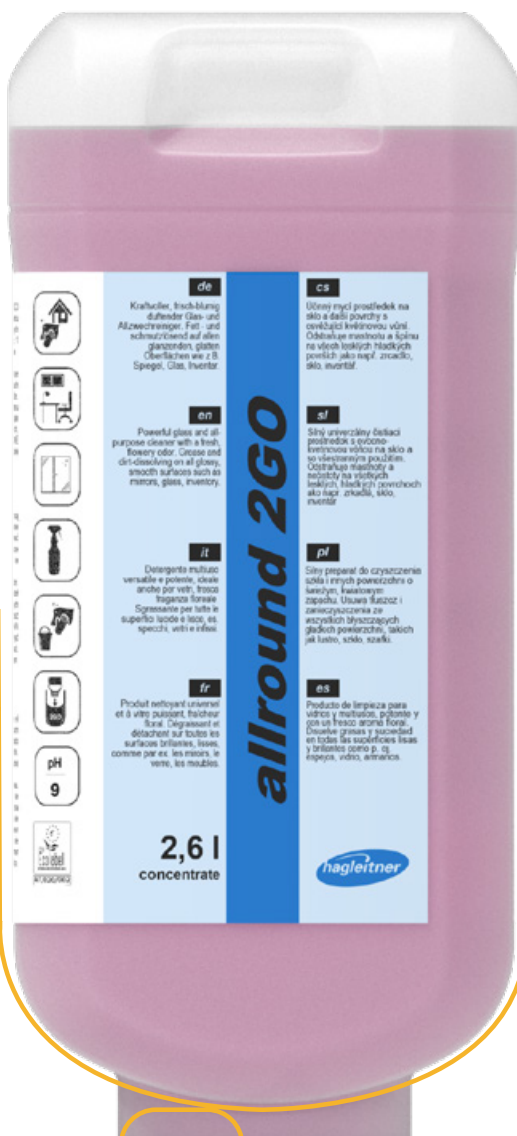 de
Kraftvoller, frisch-blumig
duftender Glas- und
Allzweckreiniger. Fett - und
schmutzlösend auf allen
glänzenden, glatten
Oberflächen wie z.B.
Spiegel, Glas, Inventar.
en
Powerful glass and all-
purpose cleaner with a fresh,
flowery odor. Grease and
dirt-dissolving on all glossy,
smooth surfaces such as
mirrors, glass, inventory.
it
Detergente multiuso
versatile e potente, ideale
anche per vetri, fresca
fraganza floreale.
Sgrassante per tutte le
superfici lucide e lisce, es.
specchi, vetri e infissi.
fr
Produit nettoyant universel
et à vitre puissant, fraîcheur
floral. Dégraissant et
détachant sur toutes les
surfaces brillantes, lisses,
comme par ex. les miroirs, le
verre, les meubles.
2,6 l
concentrate
allround 2GO
cs
Účinný mycí prostředek na
sklo a další povrchy s
osvěžující květinovou vůní.
Odstraňuje mastnotu a špínu
na všech lesklých hladkých
površích jako např. zrcadlo,
sklo, inventář.
sl
Silný univerzálny čistiaci
prostriedok s ovocno-
kvetinovou vôňou na sklo a
so všestranným použitím.
Odstraňuje mastnoty a
nečistoty na všetkých
lesklých, hladkých povrchoch
ako napr. zrkadlá, sklo,
inventár
pl
Silny preparat do czyszczenia
szkła i innych powierzchni o
świeżym, kwiatowym
zapachu. Usuwa tłuszcz i
zanieczyszczenia ze
wszystkich błyszczących
gładkich powierzchni, takich
jak lustro, szkło, szafki.
es
Producto de limpieza para
vidrios y multiusos, potente y
con un fresco aroma floral.
Disuelve grasas y suciedad
en todas las superficies lisas
y brillantes como p. ej.
espejos, vidrio, armarios.
hagleitner
2GO
pH
9
Ecolabel